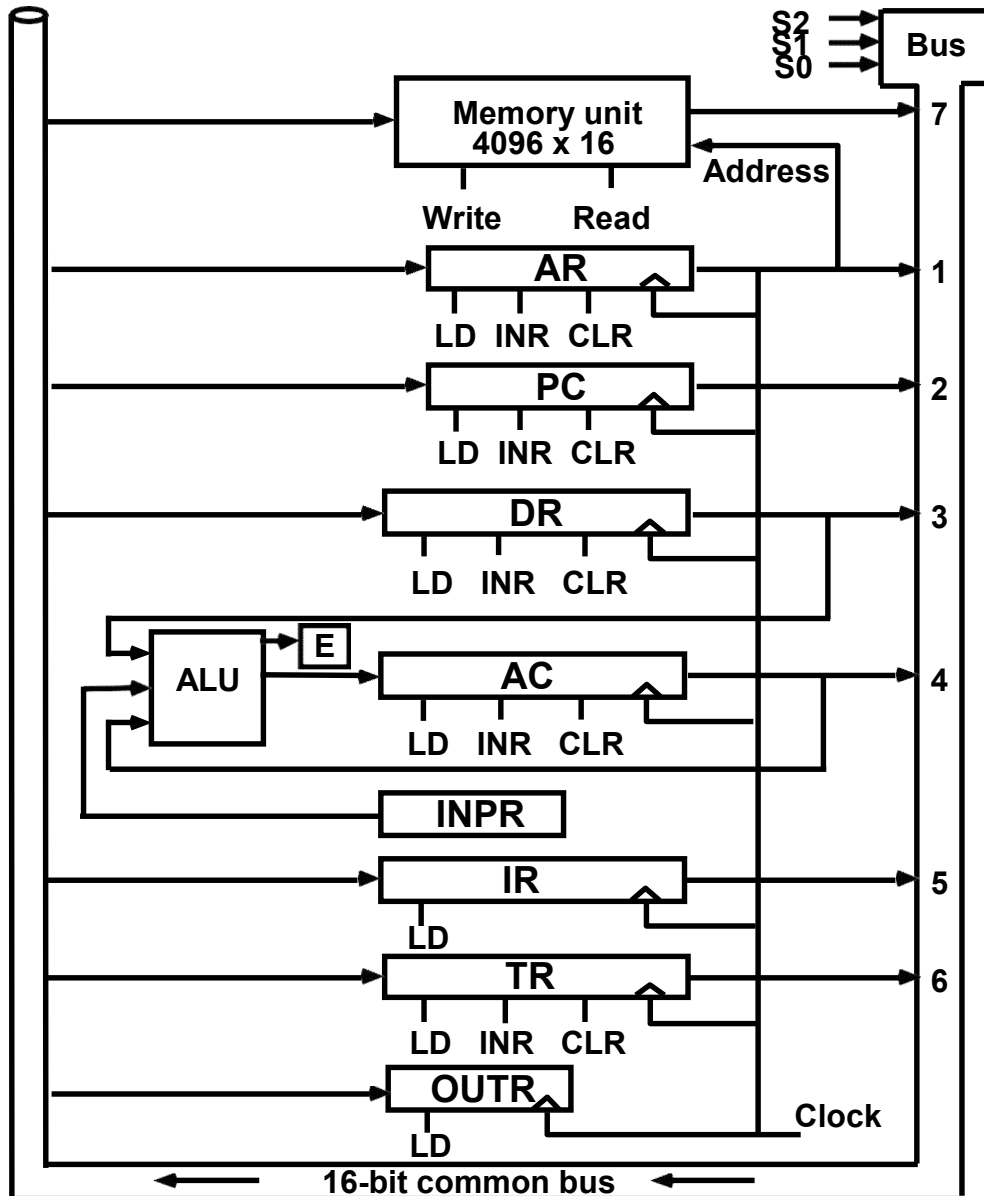 S2
S1
S0
Bus
Memory unit
4096 x 16
7
Address
Write Read
AR
1
LD INR CLR
PC
2
LD INR CLR
DR
3
LD INR CLR
E
ALU
AC
4
LD INR CLR
INPR
IR
5
LD
TR
6
LD INR CLR
OUTR
LD
Clock
16-bit common bus